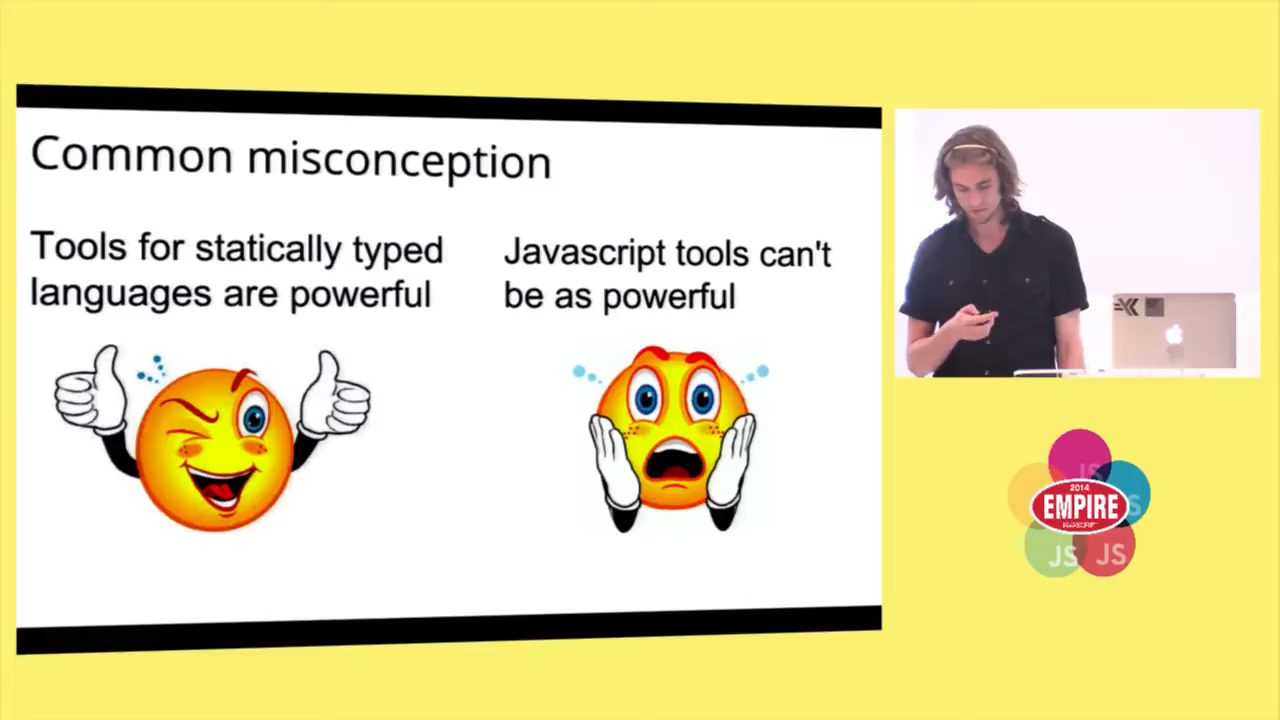 Common misconception
Tools for statically typed
languages are powerful
Javascript tools can't
be as powerful
JS
2014
EMPIRE
JS
JS
JS